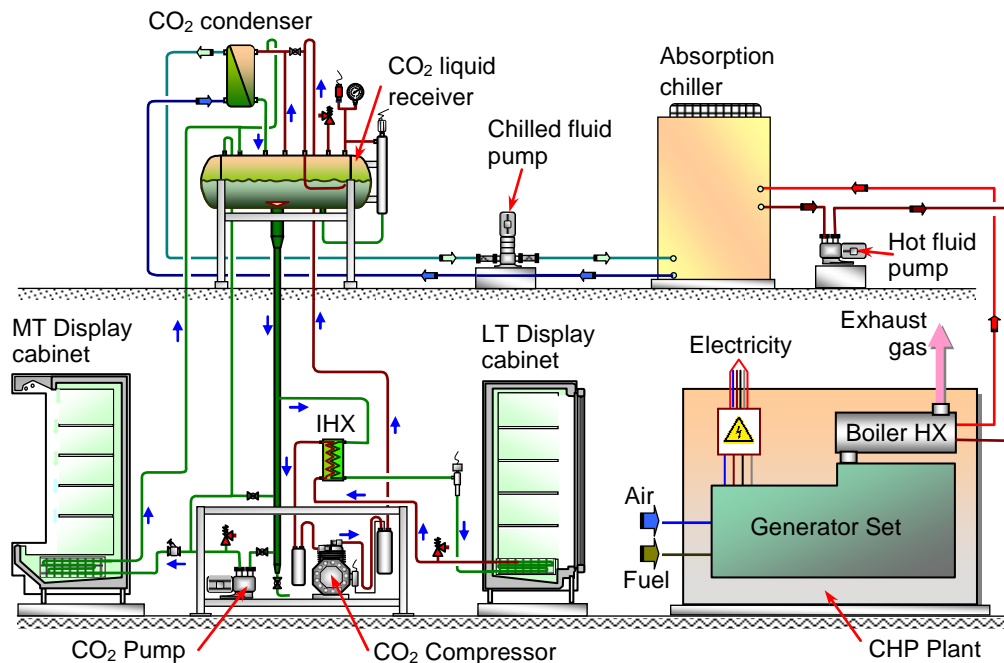 CO₂ condenser
CO₂ liquid
receiver
Absorption
chiller
Chilled fluid
pump
Hot fluid
pump
MT Display
cabinet
LT Display
cabinet
Electricity
Exhaust
gas
IHX
Boiler HX
Air
Generator Set
Fuel
CO₂ Pump
CO₂ Compressor
CHP Plant